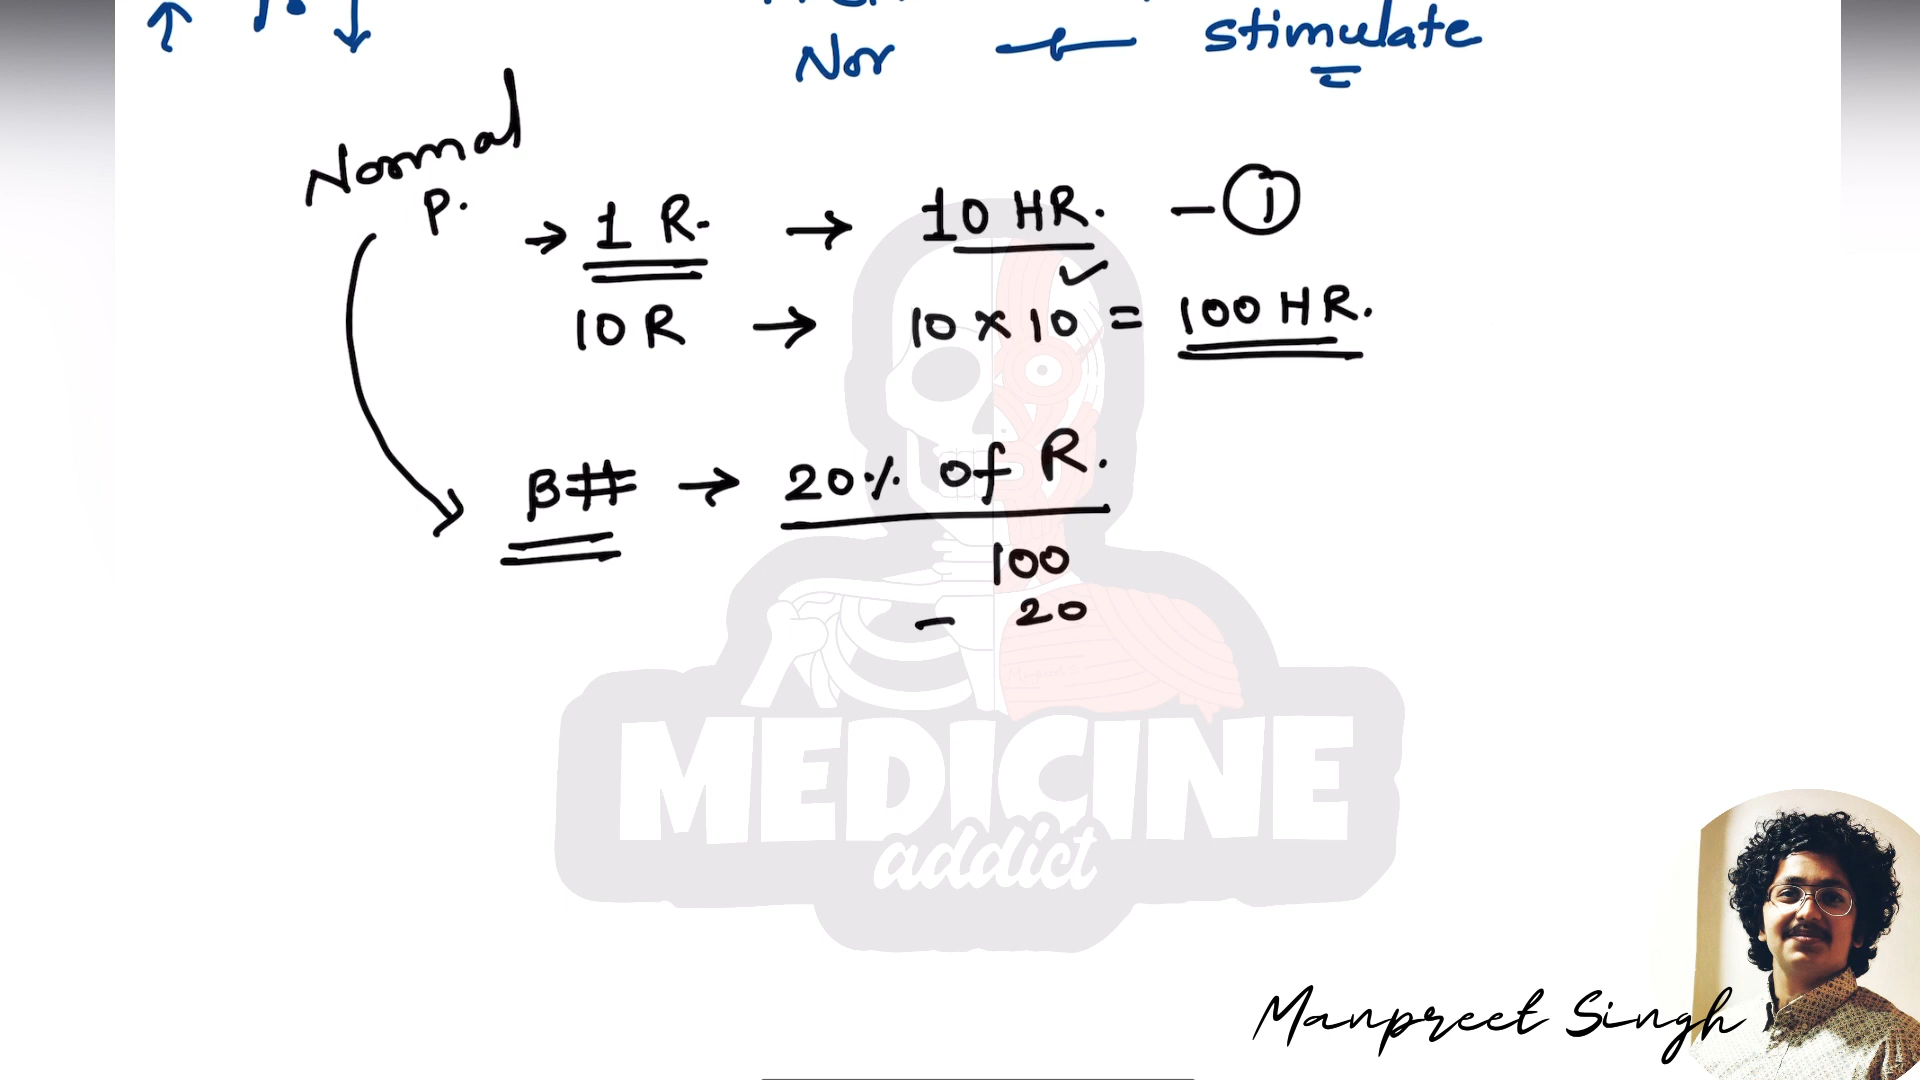 stimulate
Nor
Normal
P.
→ 1 R. → 10 HR. - ①
10 R → 10 x 10 = 100 HR.
β# → 20% of R.
100
- 20
MEDICINE
addict
Manpreet Singh